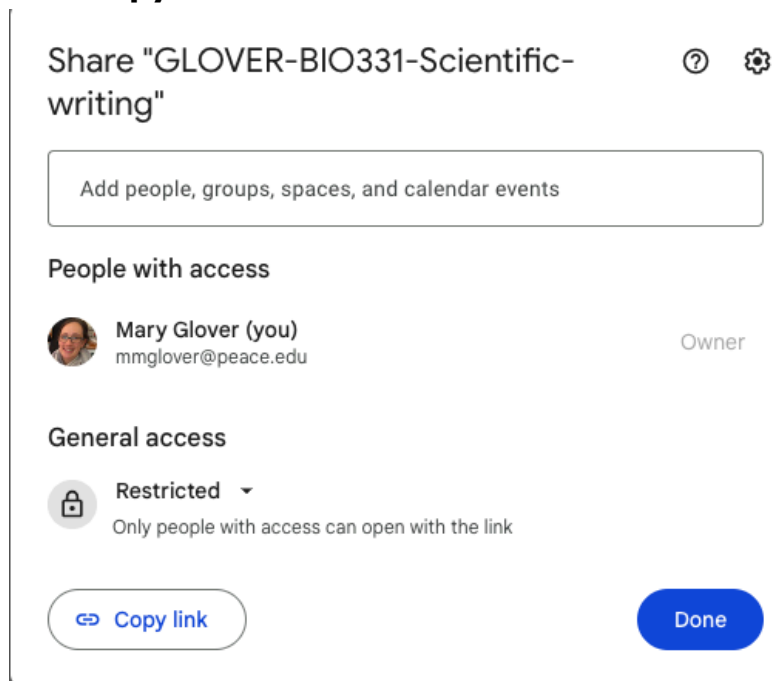 Share "GLOVER-BIO331-Scientific-
writing"
Add people, groups, spaces, and calendar events
People with access
Mary Glover (you)
mmglover@peace.edu
Owner
General access
Restricted
Only people with access can open with the link
Copy link
Done